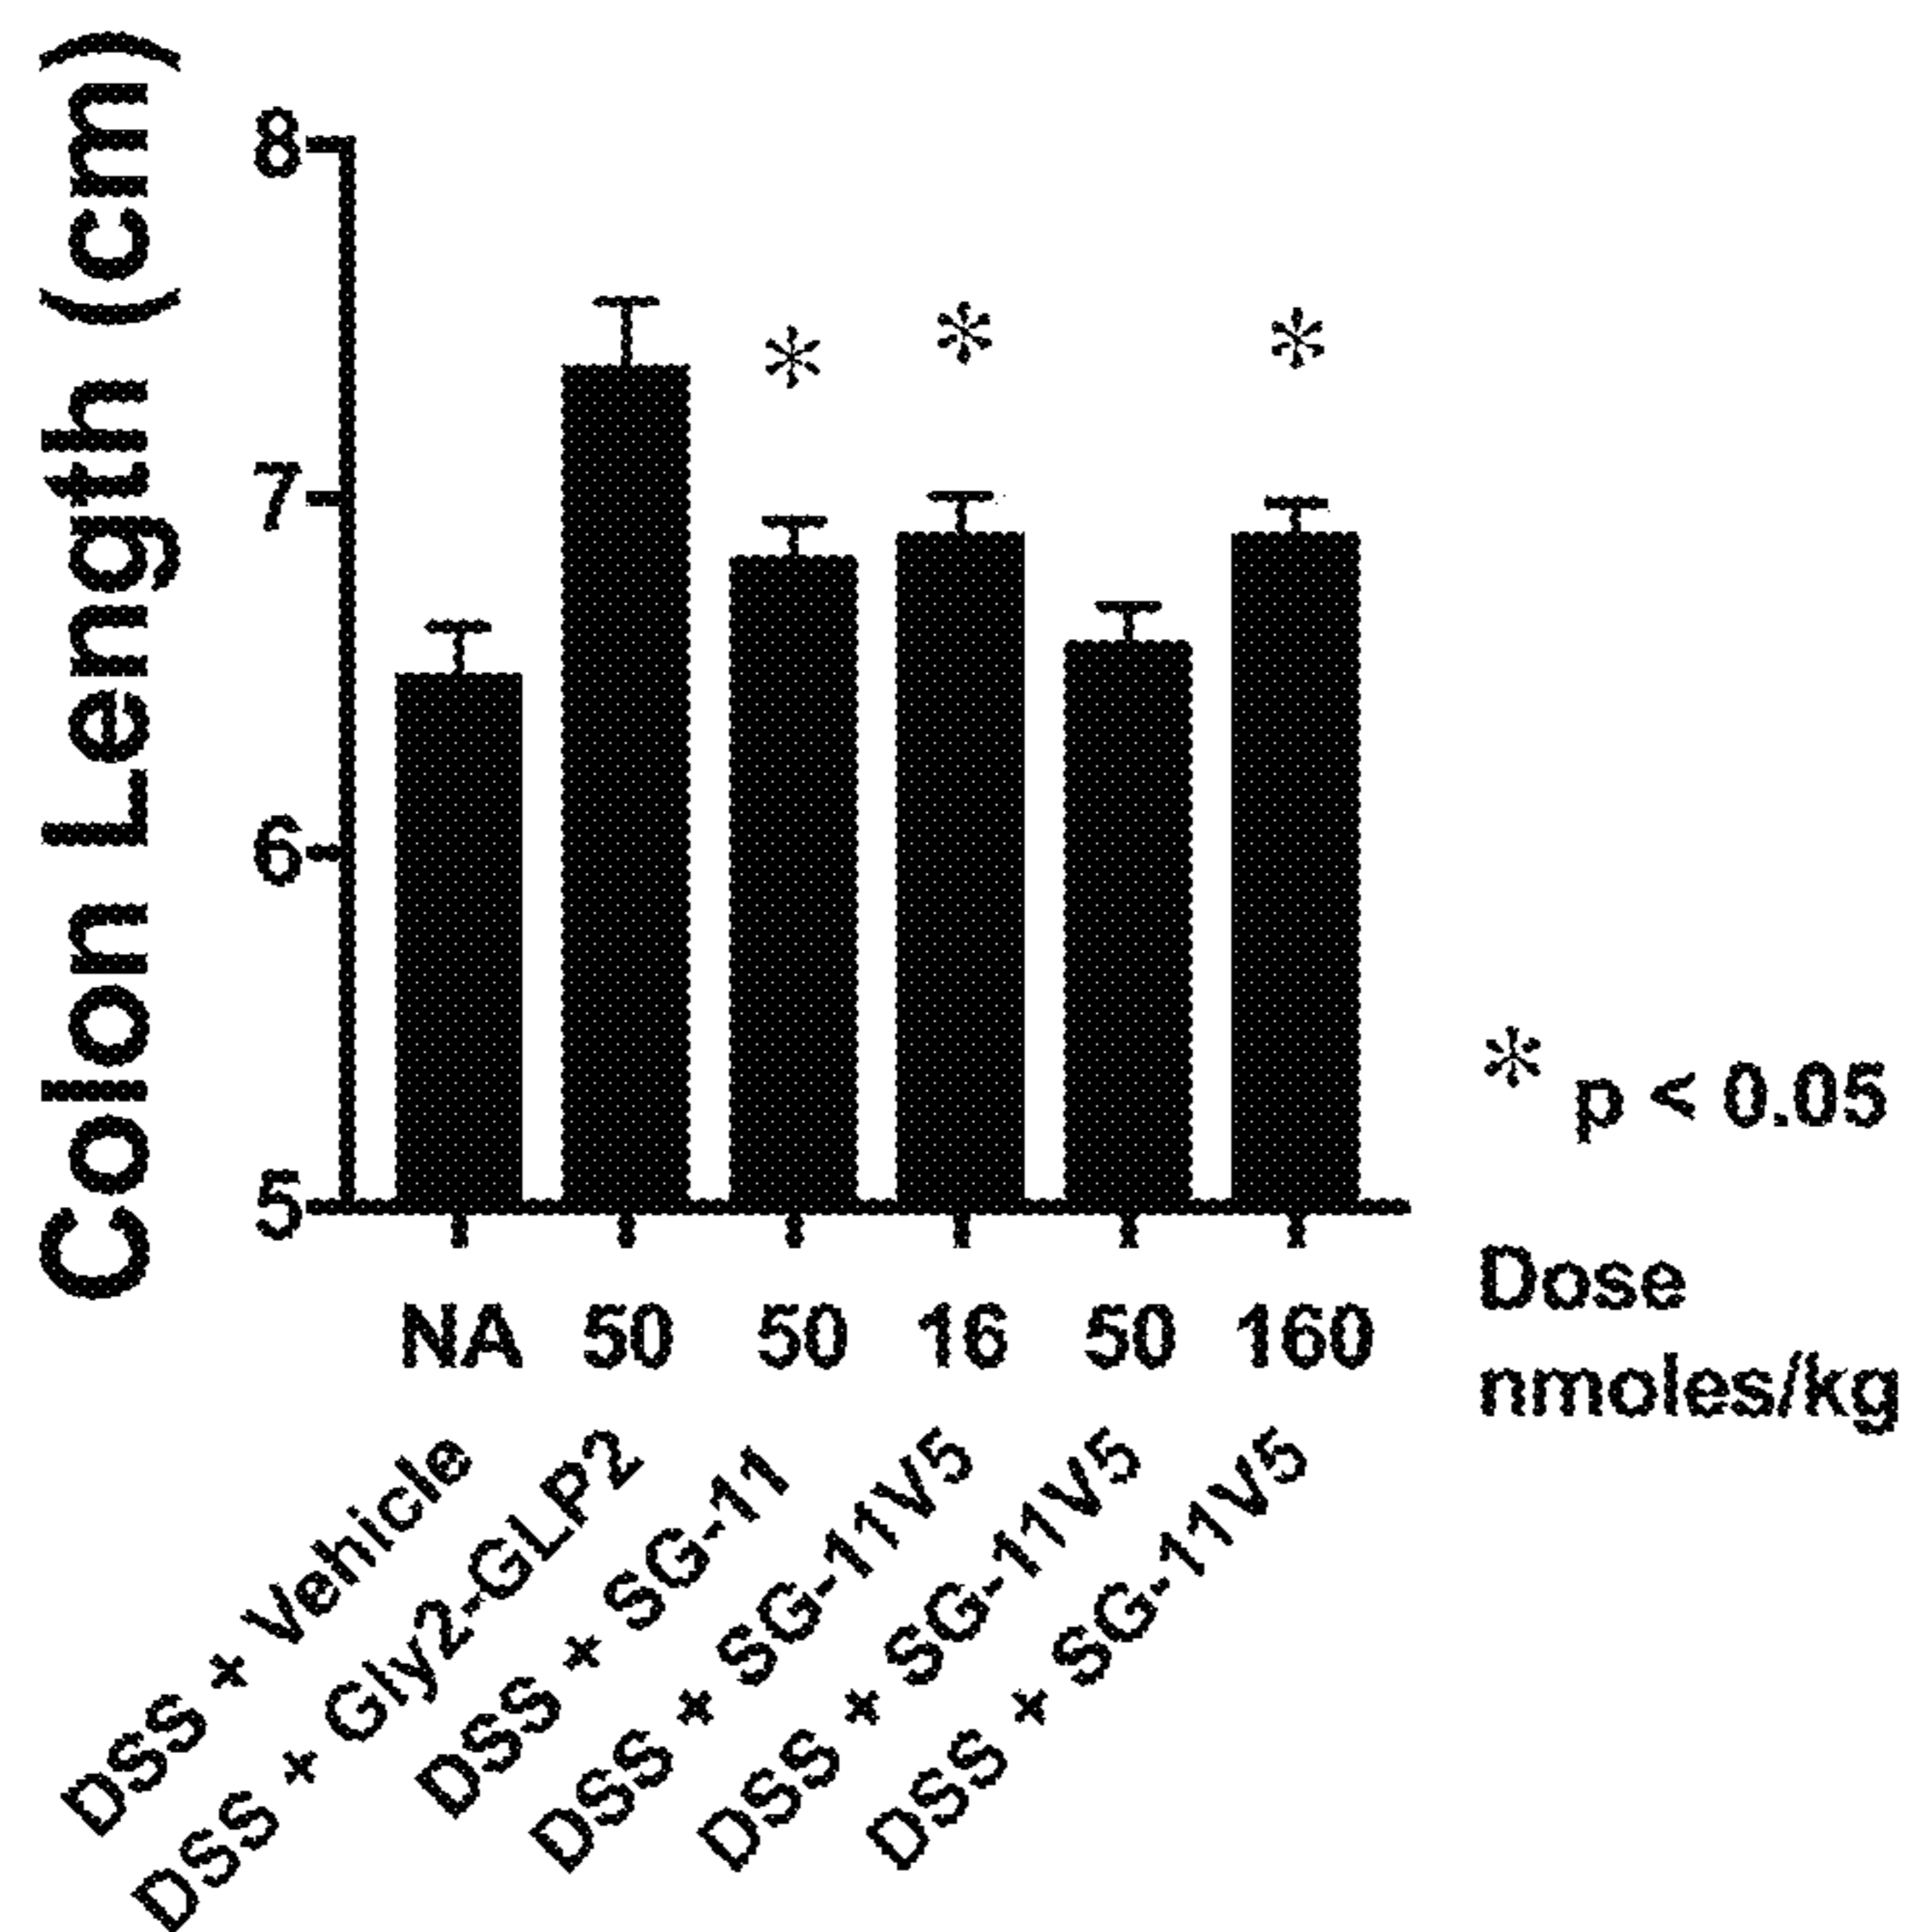 Colon Length (cm)
8
7
6
5
*
*
*
* p < 0.05
NA 50 50 16 50 160
Dose
nmoles/kg
DSS + Vehicle
DSS + Gly2-GLP2
DSS + SG-11
DSS + SG-11V5
DSS + SG-11V5
DSS + SG-11V5